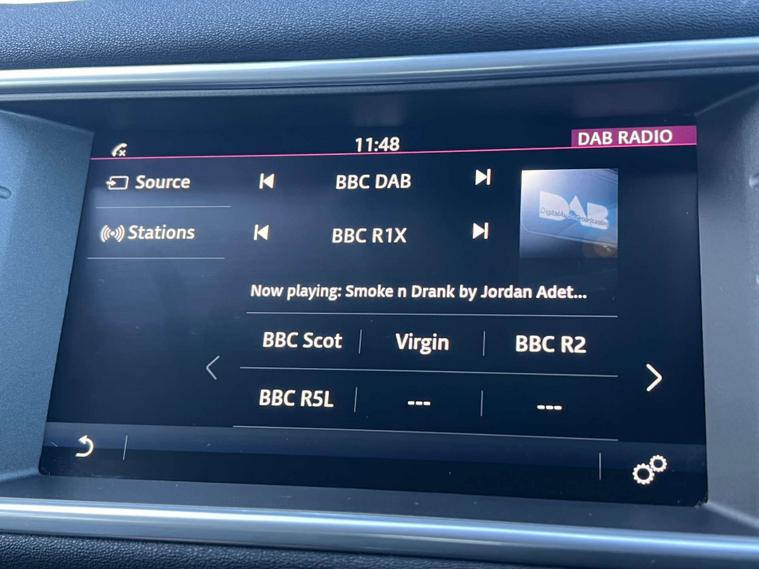 11:48
DAB RADIO
Source
BBC DAB
Stations
BBC R1X
DAB
Now playing: Smoke n Drank by Jordan Adet...
BBC Scot
Virgin
BBC R2
BBC R5L
---
---